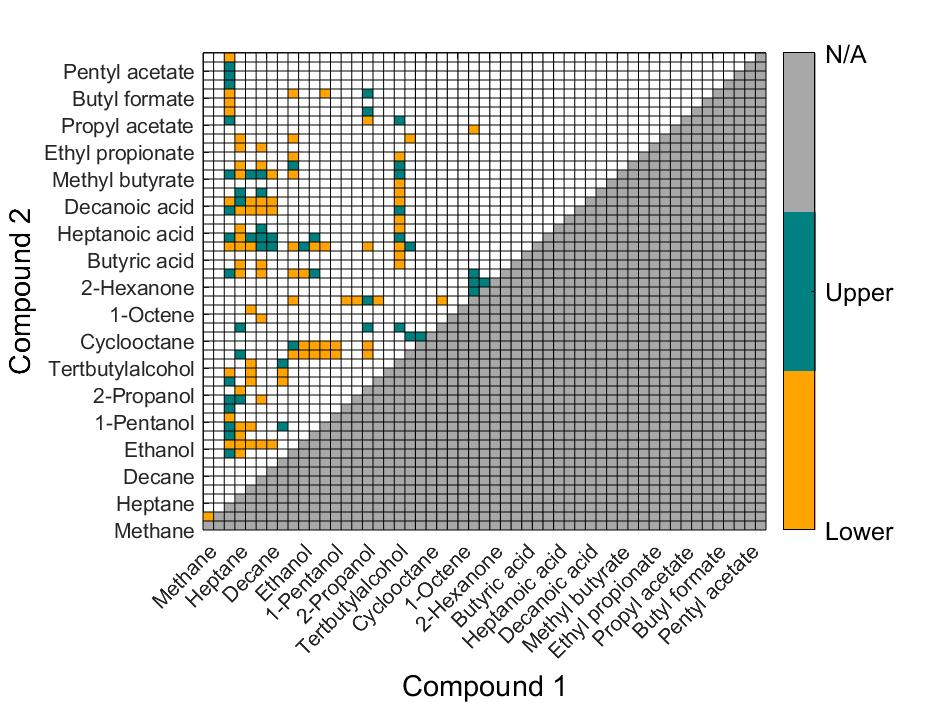 N/A
Upper
Lower
Compound 2
Pentyl acetate
Butyl formate
Propyl acetate
Ethyl propionate
Methyl butyrate
Decanoic acid
Heptanoic acid
Butyric acid
2-Hexanone
1-Octene
Cyclooctane
Tertbutylalcohol
2-Propanol
1-Pentanol
Ethanol
Decane
Heptane
Methane
Methane
Heptane
Decane
Ethanol
1-Pentanol
2-Propanol
Tertbutylalcohol
Cyclooctane
1-Octene
2-Hexanone
Butyric acid
Heptanoic acid
Decanoic acid
Methyl butyrate
Ethyl propionate
Propyl acetate
Butyl formate
Pentyl acetate
Compound 1